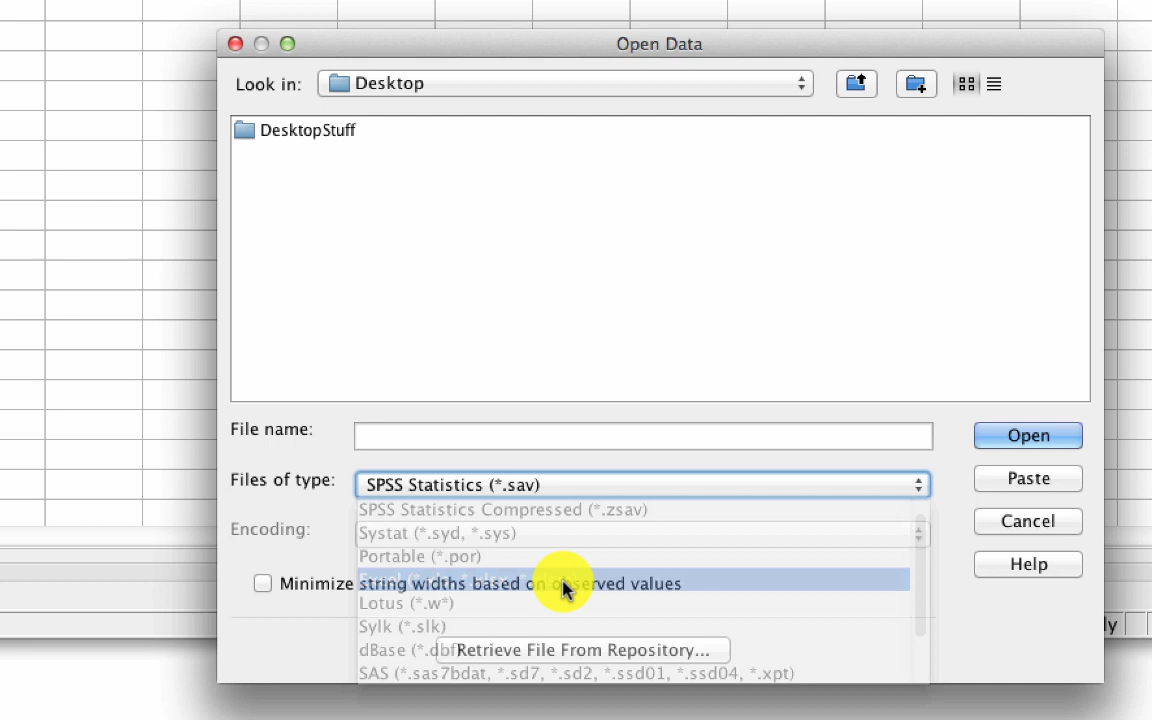 Open Data
Look in: Desktop
DesktopStuff
File name:
Open
Files of type: SPSS Statistics (*.sav)
Paste
SPSS Statistics Compressed (*.zsav)
Encoding:
Systat (*.syd, *.sys)
Cancel
Portable (*.por)
Help
Minimize string widths based on observed values
Lotus (*.w*)
Sylk (*.slk)
ly
dBase (*.dbf
Retrieve File From Repository...
SAS (*.sas7bdat, *.sd7, *.sd2, *.ssd01, *.ssd04, *.xpt)